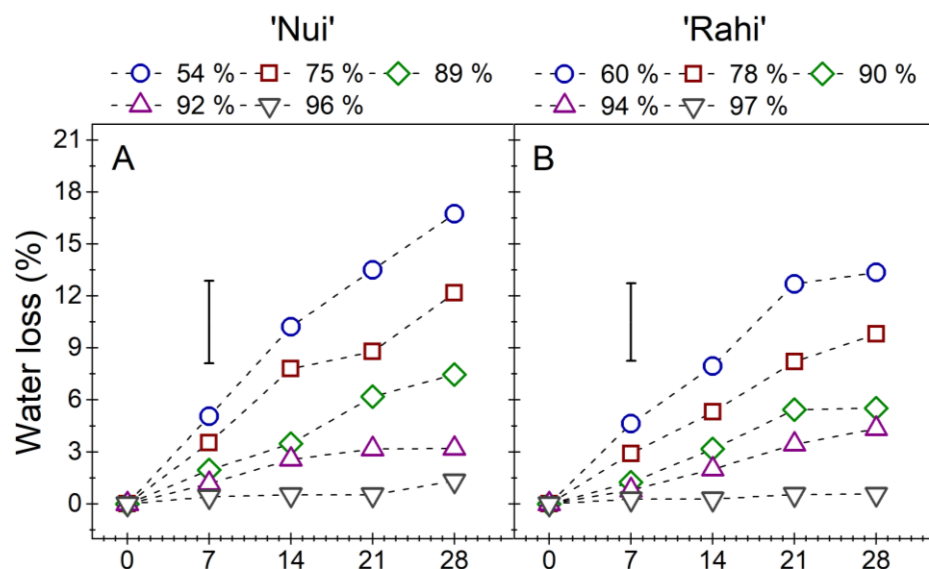 'Nui' 'Rahi'
54 % 75 % 89 % 60 % 78 % 90 %
92 % 96 % 94 % 97 %
A B
21
18
15
12
9
6
3
0
Water loss (%)
0 7 14 21 28 0 7 14 21 28